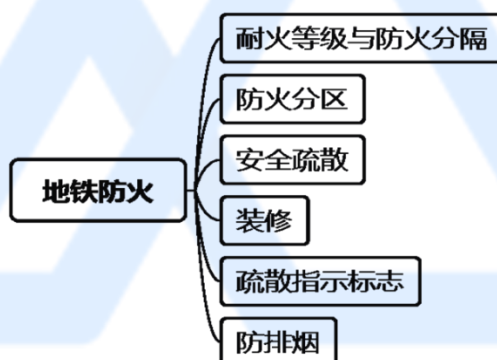 耐火等级与防火分隔
防火分区
安全疏散
地铁防火
装修
疏散指示标志
防排烟